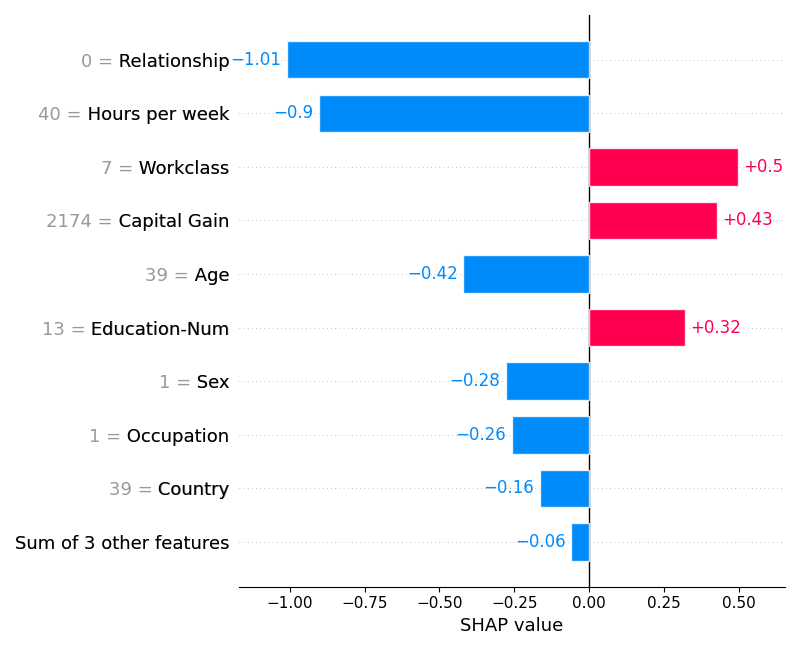 0 = Relationship −1.01
40 = Hours per week −0.9
7 = Workclass +0.5
2174 = Capital Gain +0.43
39 = Age −0.42
13 = Education-Num +0.32
1 = Sex −0.28
1 = Occupation −0.26
39 = Country −0.16
Sum of 3 other features −0.06
−1.00 −0.75 −0.50 −0.25 0.00 0.25 0.50
SHAP value